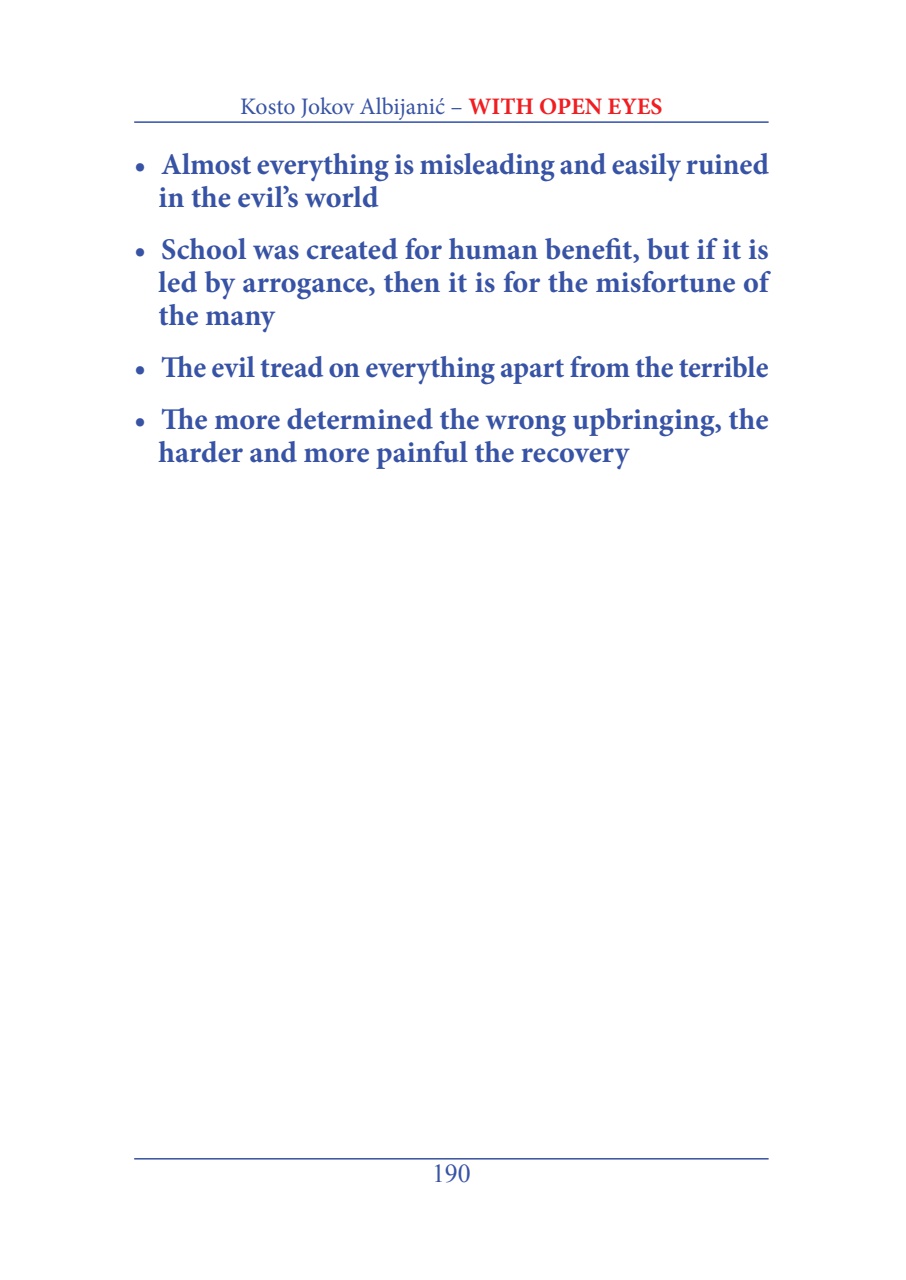 Kosto Jokov Albijanić – WITH OPEN EYES
• Almost everything is misleading and easily ruined
in the evil’s world
• School was created for human benefit, but if it is
led by arrogance, then it is for the misfortune of
the many
• The evil tread on everything apart from the terrible
• The more determined the wrong upbringing, the
harder and more painful the recovery
190